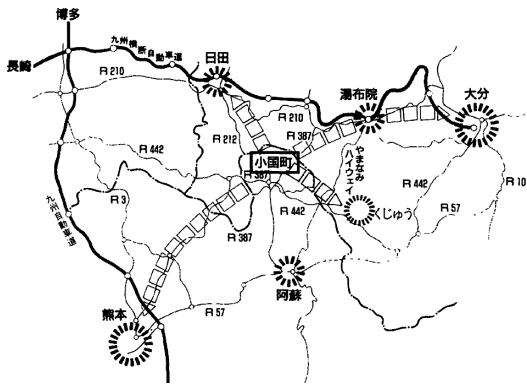 博多
九州横断自動車道
日田
長崎
R 210
湯布院
大分
R 210
R 212
R 387
R 442
小国町
R 387
やまなみ
ハイウェイ
R 442
R 10
R 3
R 442
くじゅう
R 57
九州自動車道
R 387
阿蘇
熊本
R 57